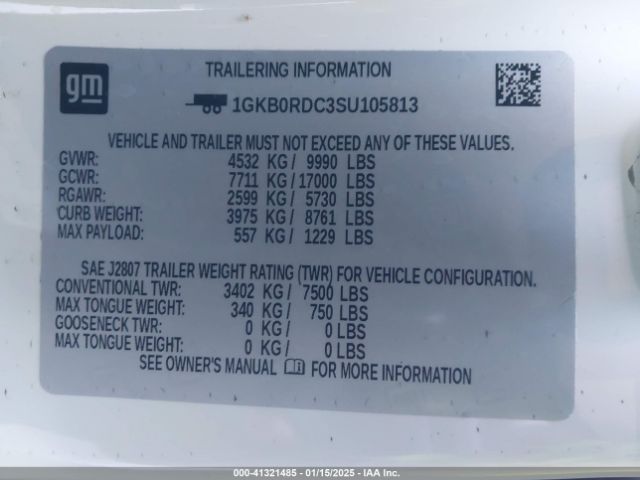 gm
TRAILERING INFORMATION
1GKB0RDC3SU105813
VEHICLE AND TRAILER MUST NOT EXCEED ANY OF THESE VALUES.
GVWR: 4532 KG / 9990 LBS
GCWR: 7711 KG / 17000 LBS
RGAWR: 2599 KG / 5730 LBS
CURB WEIGHT: 3975 KG / 8761 LBS
MAX PAYLOAD: 557 KG / 1229 LBS
SAE J2807 TRAILER WEIGHT RATING (TWR) FOR VEHICLE CONFIGURATION.
CONVENTIONAL TWR: 3402 KG / 7500 LBS
MAX TONGUE WEIGHT: 340 KG / 750 LBS
GOOSENECK TWR: 0 KG / 0 LBS
MAX TONGUE WEIGHT: 0 KG / 0 LBS
SEE OWNER'S MANUAL FOR MORE INFORMATION
000-41321485 - 01/15/2025 - IAA Inc.